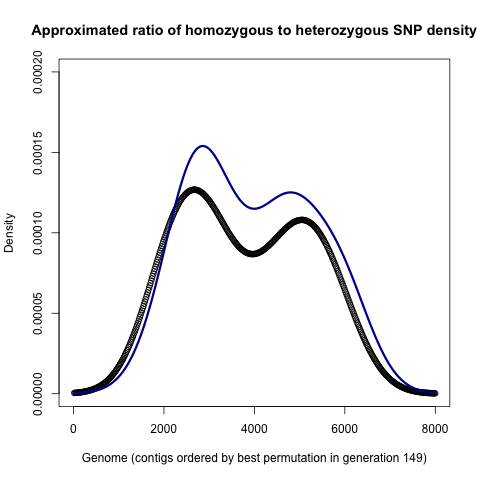 Approximated ratio of homozygous to heterozygous SNP density
0.00020
0.00015
0.00010
0.00005
0.00000
Density
0 2000 4000 6000 8000
Genome (contigs ordered by best permutation in generation 149)